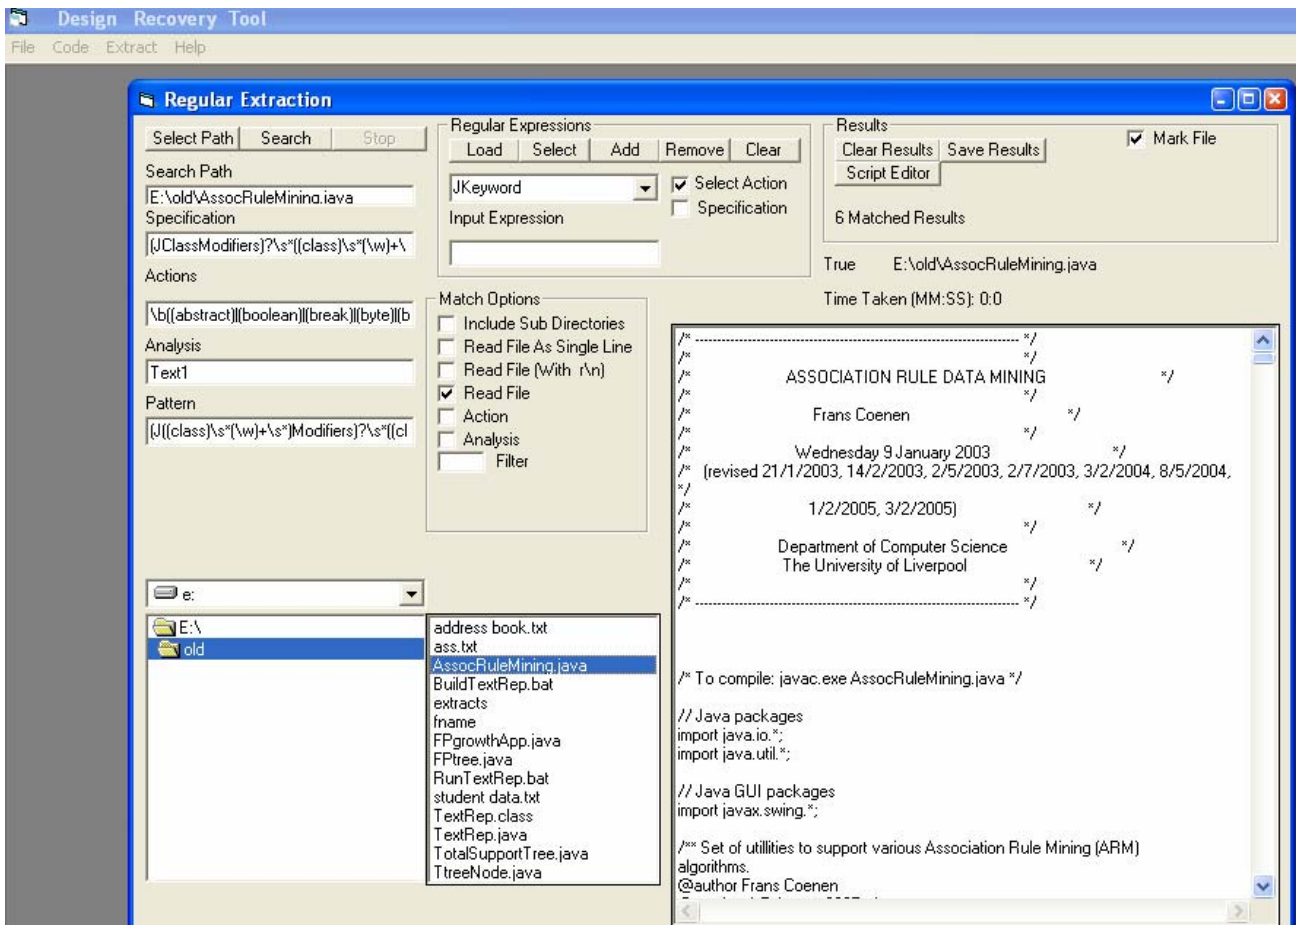 Design Recovery Tool
File Code Extract Help
Regular Extraction
Select Path Search Stop
Search Path
E:\old\AssocRuleMining.java
Specification
(JClassModifiers)?\s*((class)\s*(\w)+\
Actions
\b((abstract)|(boolean)|(break)|(byte)|(b
Analysis
Text1
Pattern
(J((class)\s*(\w)+\s*)Modifiers)?\s*((cl
Regular Expressions
Load Select Add Remove Clear
JKeyword
Select Action
Specification
Input Expression
Match Options
Include Sub Directories
Read File As Single Line
Read File (With r\n)
Read File
Action
Analysis
Filter
Results
Clear Results Save Results
Mark File
Script Editor
6 Matched Results
True E:\old\AssocRuleMining.java
Time Taken (MM:SS): 0:0
e:
E:\
old
address book.txt
ass.txt
AssocRuleMining.java
BuildTextRep.bat
extracts
fname
FPgrowthApp.java
FPtree.java
RunTextRep.bat
student data.txt
TextRep.class
TextRep.java
TotalSupportTree.java
TtreeNode.java
/* ------------------------------------------------------------------------- */
/* */
/* ASSOCIATION RULE DATA MINING */
/* */
/* Frans Coenen */
/* */
/* Wednesday 9 January 2003 */
/* (revised 21/1/2003, 14/2/2003, 2/5/2003, 2/7/2003, 3/2/2004, 8/5/2004,
*/
/* 1/2/2005, 3/2/2005) */
/* */
/* Department of Computer Science */
/* The University of Liverpool */
/* */
/* ------------------------------------------------------------------------- */
/* To compile: javac.exe AssocRuleMining.java */
// Java packages
import java.io.*;
import java.util.*;
// Java GUI packages
import javax.swing.*;
/** Set of utillities to support various Association Rule Mining (ARM)
algorithms.
@author Frans Coenen